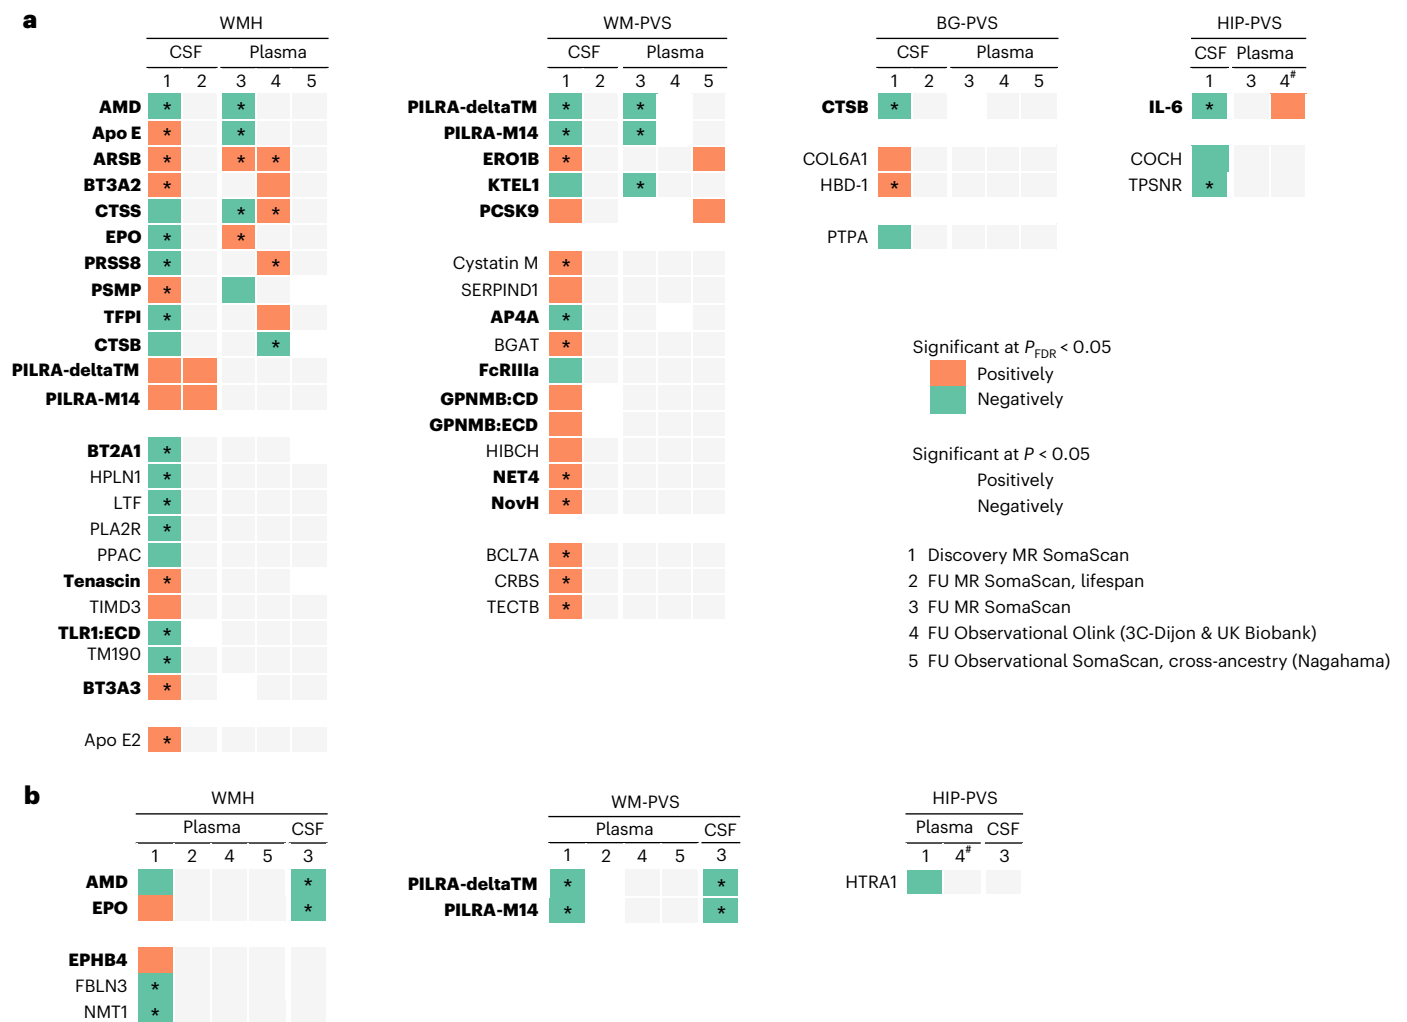 a
WMH
CSF Plasma
1 2 3 4 5
AMD * *
Apo E * *
ARSB * * *
BT3A2 *
CTSS * *
EPO * *
PRSS8 * *
PSMP *
TFPI *
CTSB *
PILRA-deltaTM
PILRA-M14
BT2A1 *
HPLN1 *
LTF *
PLA2R *
PPAC
Tenascin *
TIMD3
TLR1:ECD *
TM190 *
BT3A3 *
Apo E2 *
WM-PVS
CSF Plasma
1 2 3 4 5
PILRA-deltaTM * *
PILRA-M14 * *
ERO1B *
KTEL1 *
PCSK9
Cystatin M *
SERPIND1
AP4A *
BGAT *
FcRIIIa
GPNMB:CD
GPNMB:ECD
HIBCH
NET4 *
NovH *
BCL7A *
CRBS *
TECTB *
BG-PVS
CSF Plasma
1 2 3 4 5
CTSB *
COL6A1
HBD-1 *
PTPA
HIP-PVS
CSF Plasma
1 3 4#
IL-6 *
COCH
TPSNR *
Significant at PFDR < 0.05
Positively
Negatively
Significant at P < 0.05
Positively
Negatively
1 Discovery MR SomaScan
2 FU MR SomaScan, lifespan
3 FU MR SomaScan
4 FU Observational Olink (3C-Dijon & UK Biobank)
5 FU Observational SomaScan, cross-ancestry (Nagahama)
b
WMH
Plasma CSF
1 2 4 5 3
AMD *
EPO *
EPHB4
FBLN3 *
NMT1 *
WM-PVS
Plasma CSF
1 2 4 5 3
PILRA-deltaTM * *
PILRA-M14 * *
HIP-PVS
Plasma CSF
1 4# 3
HTRA1